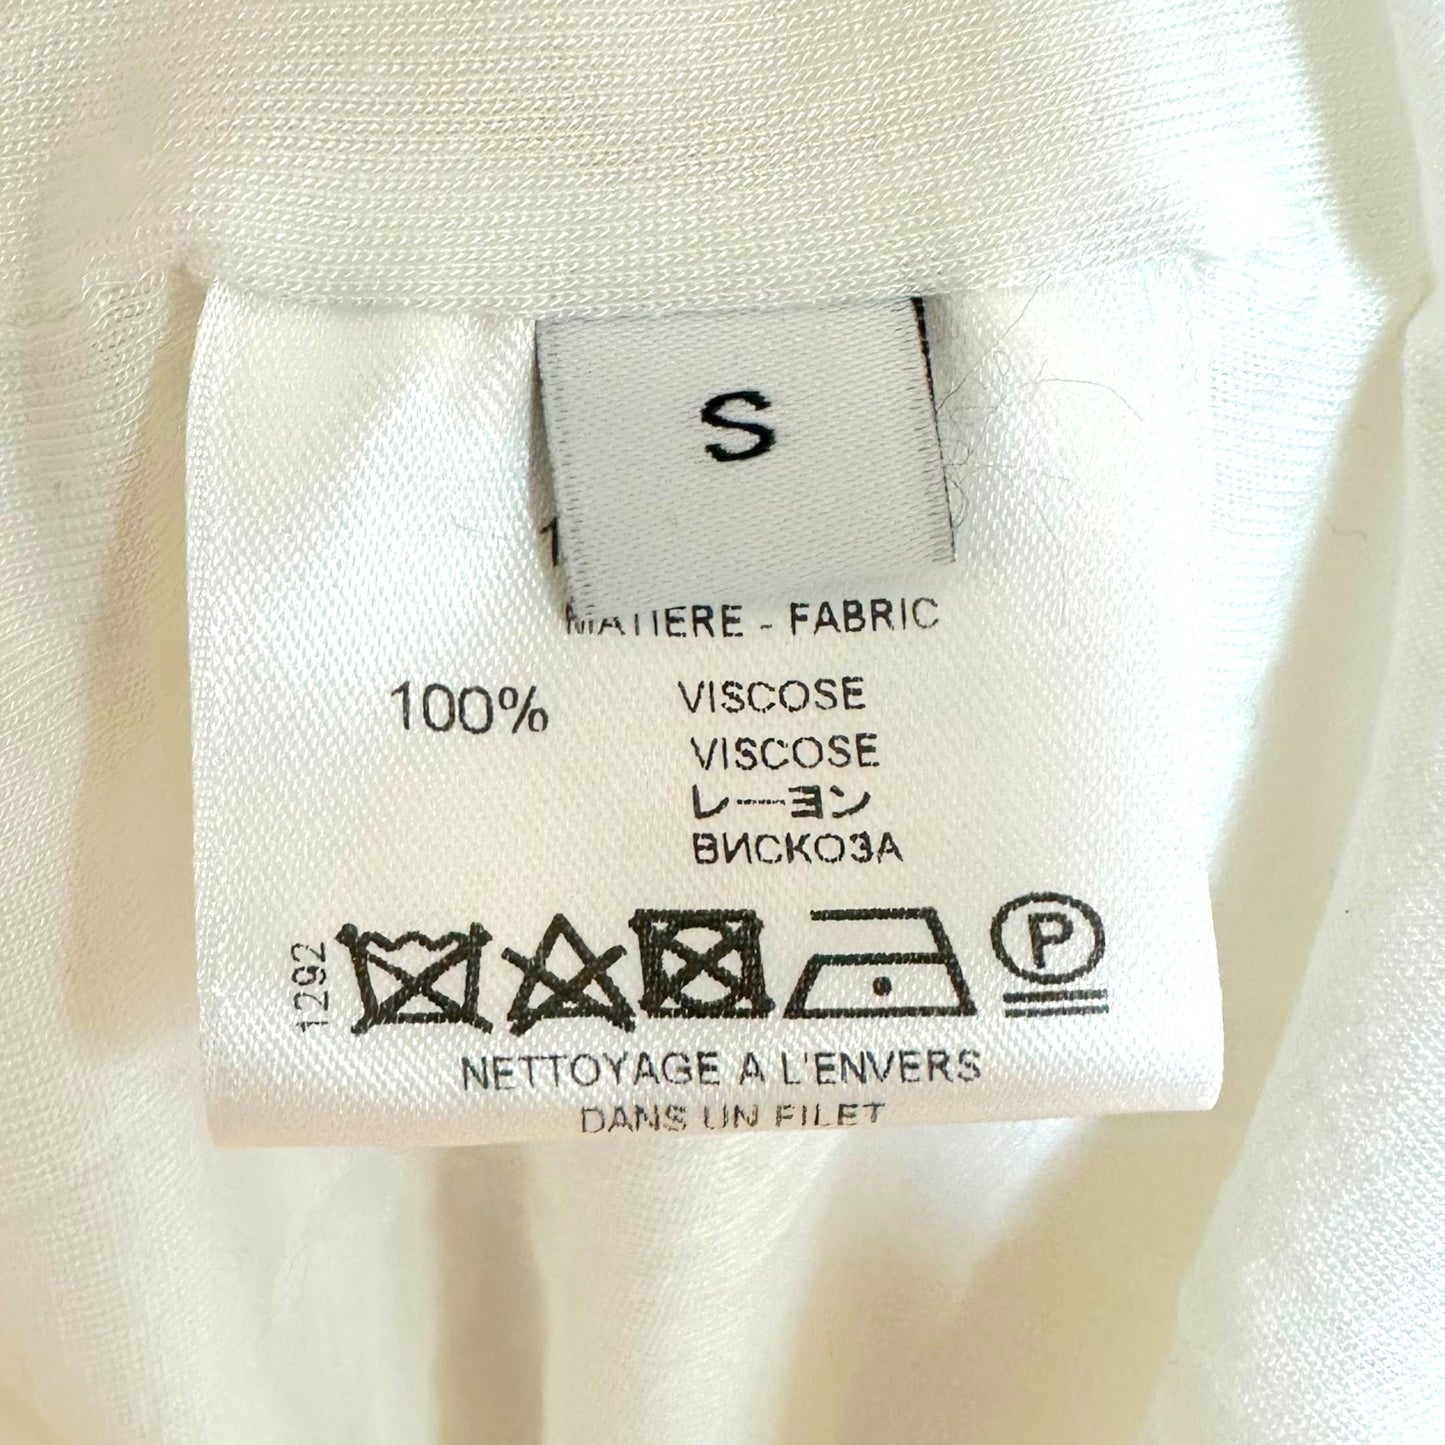 S
MATIERE - FABRIC
100% VISCOSE
VISCOSE
レーヨン
ВИСКОЗА
1292
P
NETTOYAGE A L'ENVERS
DANS UN FILET